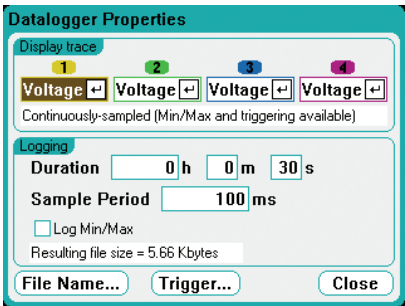 Datalogger Properties
Display trace
1 2 3 4
Voltage ↵ Voltage ↵ Voltage ↵ Voltage ↵
Continuously-sampled (Min/Max and triggering available)
Logging
Duration 0 h 0 m 30 s
Sample Period 100 ms
Log Min/Max
Resulting file size = 5.66 Kbytes
File Name... Trigger... Close